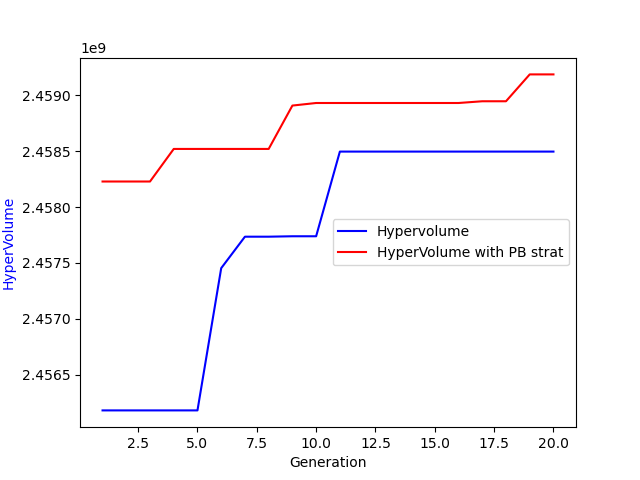 1e9
2.4590
2.4585
2.4580
2.4575
2.4570
2.4565
HyperVolume
Hypervolume
HyperVolume with PB strat
2.5 5.0 7.5 10.0 12.5 15.0 17.5 20.0
Generation